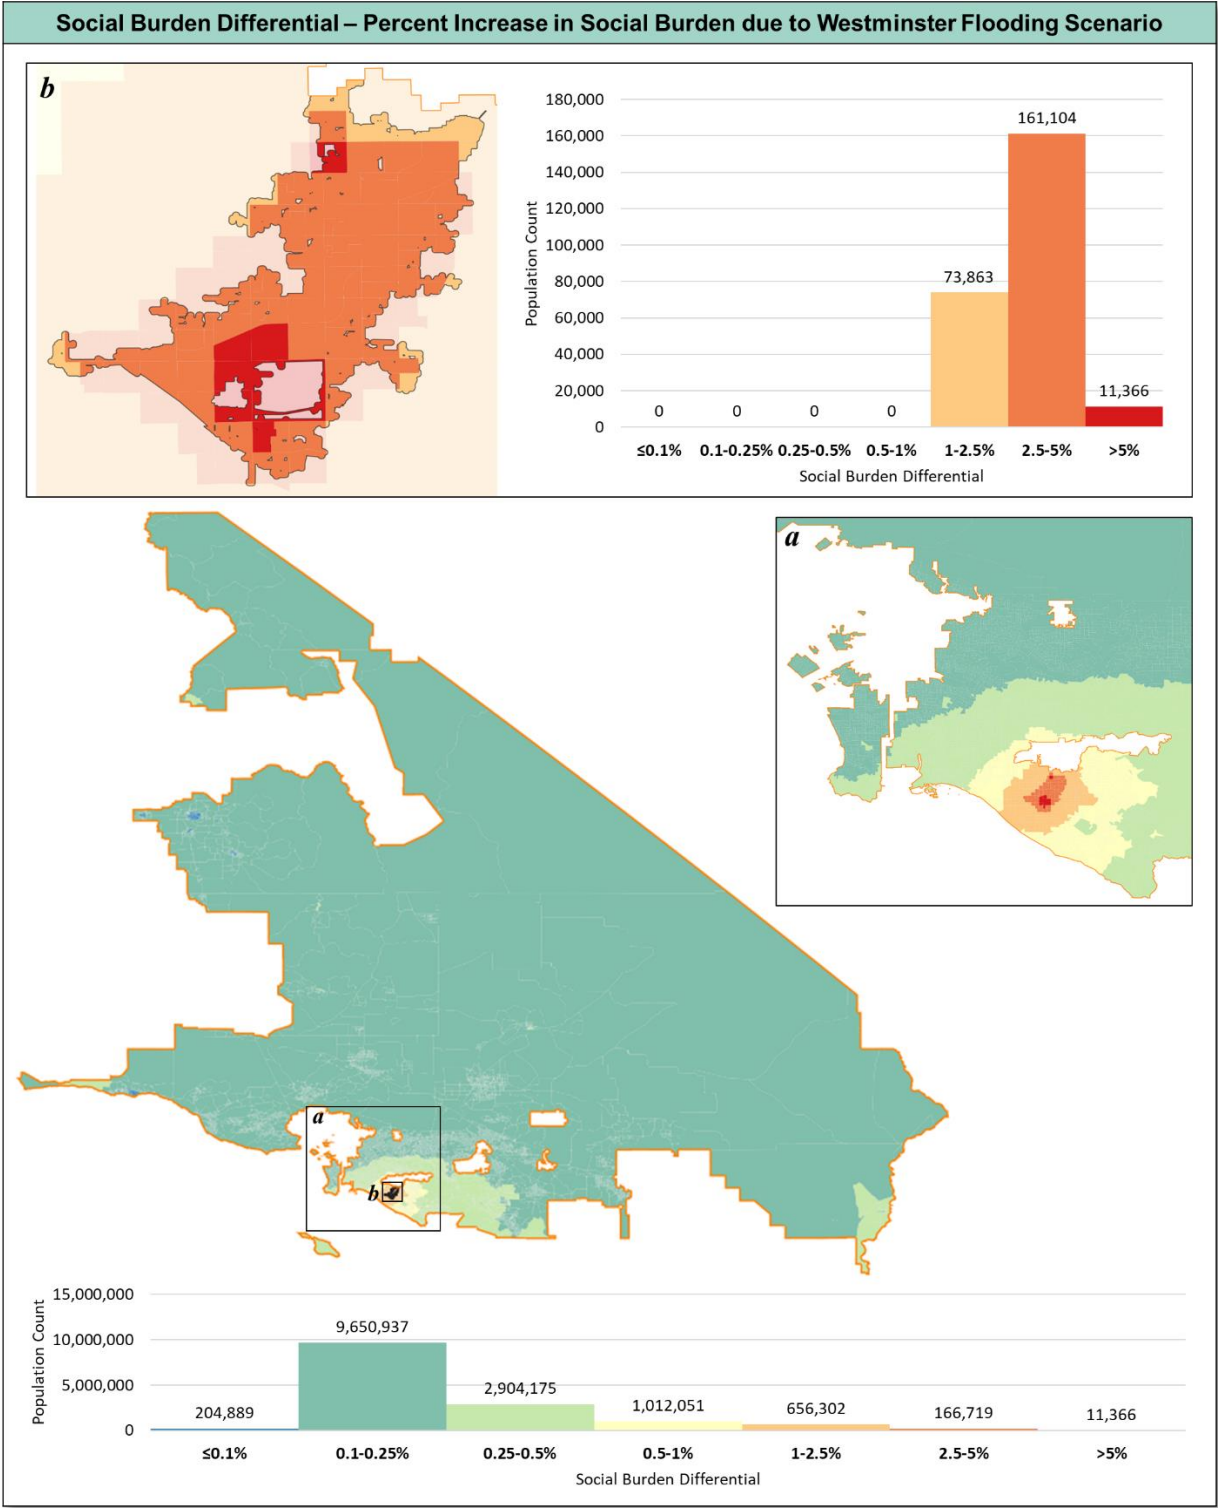 Social Burden Differential – Percent Increase in Social Burden due to Westminster Flooding Scenario
b
180,000
160,000
140,000
120,000
100,000
80,000
60,000
40,000
20,000
0
Population Count
0
0
0
0
73,863
161,104
11,366
≤0.1% 0.1-0.25% 0.25-0.5% 0.5-1% 1-2.5% 2.5-5% >5%
Social Burden Differential
a
a
b
15,000,000
10,000,000
5,000,000
0
Population Count
204,889
9,650,937
2,904,175
1,012,051
656,302
166,719
11,366
≤0.1% 0.1-0.25% 0.25-0.5% 0.5-1% 1-2.5% 2.5-5% >5%
Social Burden Differential